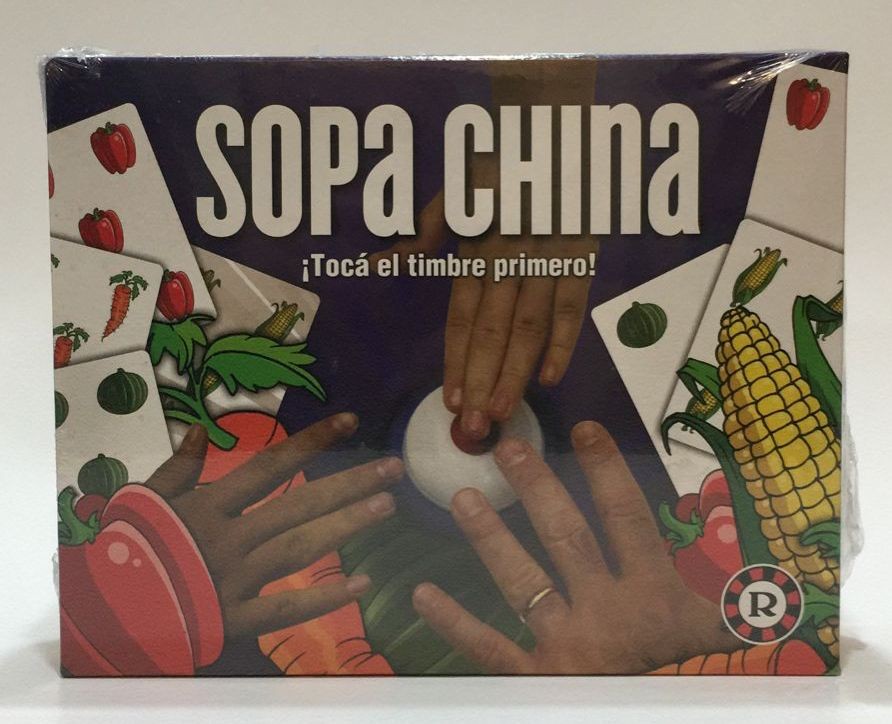 SOPa CHINa
¡Tocá el timbre primero!
R